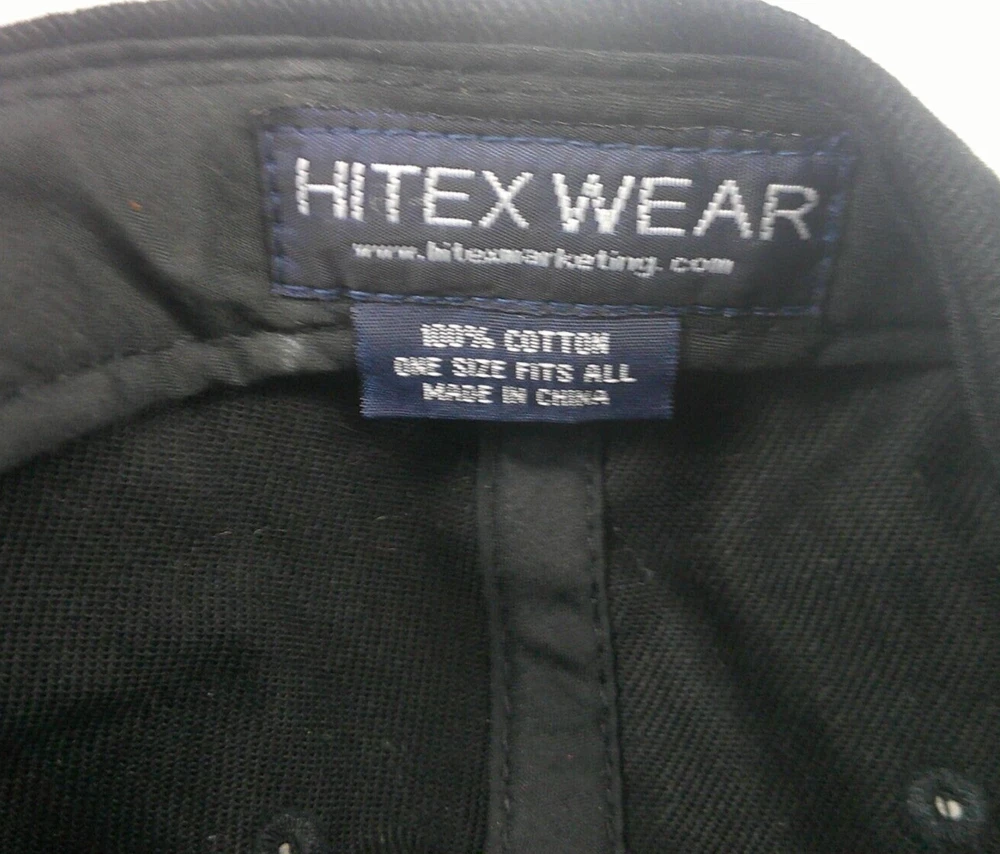 HITEX WEAR
www.hitexmarketing.com
100% COTTON
ONE SIZE FITS ALL
MADE IN CHINA